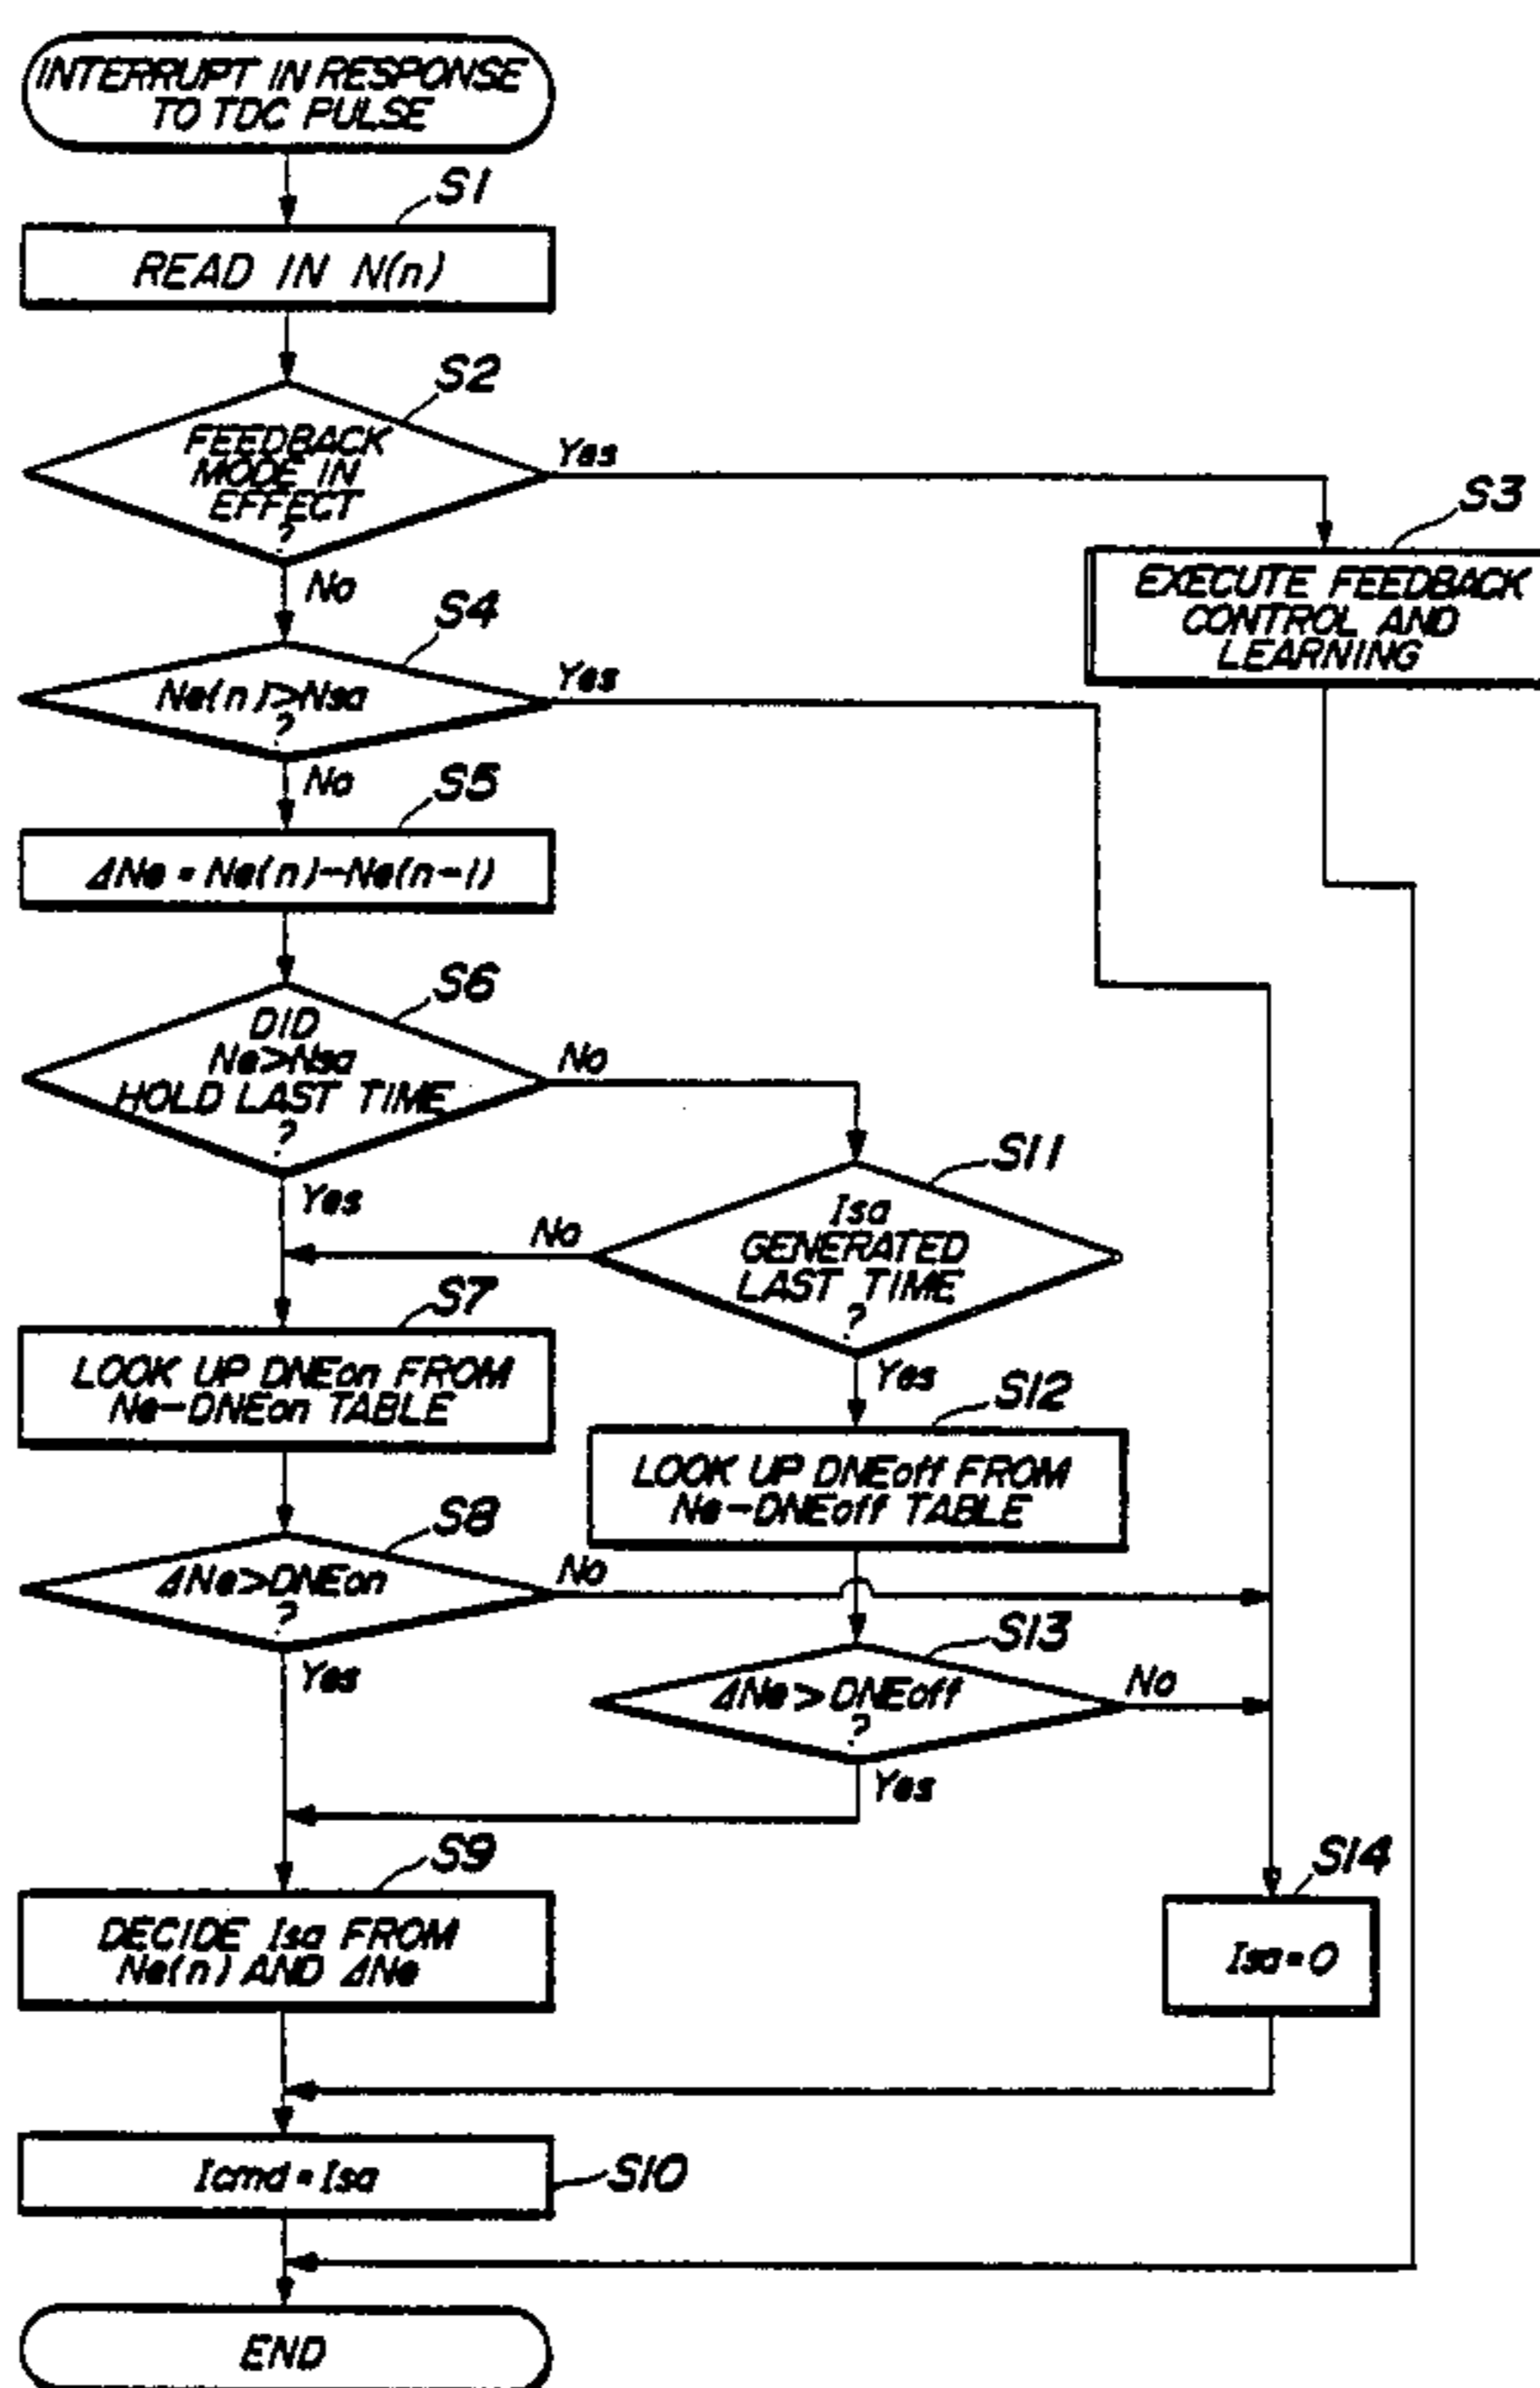 INTERRUPT IN RESPONSE
TO TDC PULSE
S1
READ IN N(n)
S2
FEEDBACK
MODE IN
EFFECT
?
Yes
No
S3
EXECUTE FEEDBACK
CONTROL AND
LEARNING
S4
Ne(n)>Nsa
?
Yes
No
S5
ΔNe=Ne(n)-Ne(n-1)
S6
DID
Ne>Nsa
HOLD LAST TIME
?
No
Yes
S11
Isa
GENERATED
LAST TIME
?
No
Yes
S7
LOOK UP DNEon FROM
Ne-DNEon TABLE
S12
LOOK UP DNEoff FROM
Ne-DNEoff TABLE
S8
ΔNe>DNEon
?
No
Yes
S13
ΔNe>DNEoff
?
No
Yes
S9
DECIDE Isa FROM
Ne(n) AND ΔNe
S14
Isa=0
Icmd=Isa
S10
END